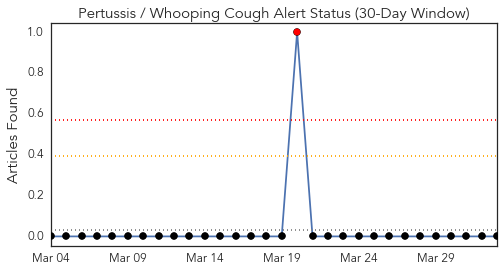 Pertussis / Whooping Cough Alert Status (30-Day Window)
Articles Found
1.0
0.8
0.6
0.4
0.2
0.0
Mar 04 Mar 09 Mar 14 Mar 19 Mar 24 Mar 29